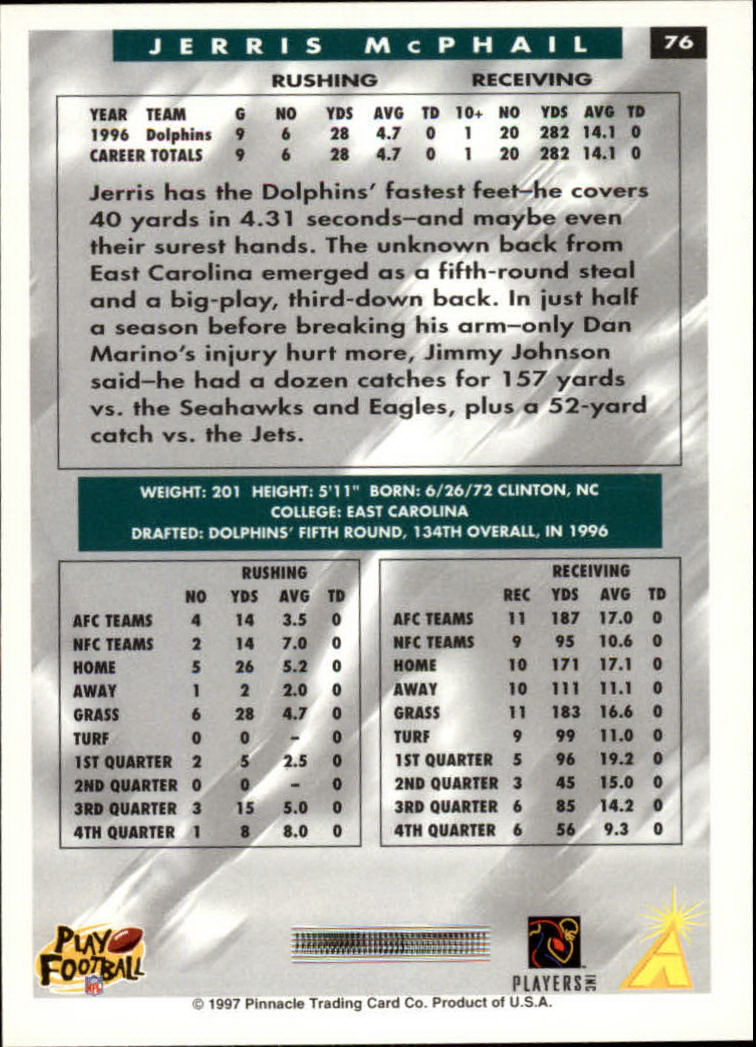 JERRIS McPHAIL 76
RUSHING RECEIVING
YEAR TEAM G NO YDS AVG TD 10+ NO YDS AVG TD
1996 Dolphins 9 6 28 4.7 0 1 20 282 14.1 0
CAREER TOTALS 9 6 28 4.7 0 1 20 282 14.1 0
Jerris has the Dolphins' fastest feet–he covers
40 yards in 4.31 seconds–and maybe even
their surest hands. The unknown back from
East Carolina emerged as a fifth-round steal
and a big-play, third-down back. In just half
a season before breaking his arm–only Dan
Marino's injury hurt more, Jimmy Johnson
said–he had a dozen catches for 157 yards
vs. the Seahawks and Eagles, plus a 52-yard
catch vs. the Jets.
WEIGHT: 201 HEIGHT: 5'11" BORN: 6/26/72 CLINTON, NC
COLLEGE: EAST CAROLINA
DRAFTED: DOLPHINS' FIFTH ROUND, 134TH OVERALL, IN 1996
RUSHING
NO YDS AVG TD
AFC TEAMS 4 14 3.5 0
NFC TEAMS 2 14 7.0 0
HOME 5 26 5.2 0
AWAY 1 2 2.0 0
GRASS 6 28 4.7 0
TURF 0 0 – 0
1ST QUARTER 2 5 2.5 0
2ND QUARTER 0 0 – 0
3RD QUARTER 3 15 5.0 0
4TH QUARTER 1 8 8.0 0
RECEIVING
REC YDS AVG TD
AFC TEAMS 11 187 17.0 0
NFC TEAMS 9 95 10.6 0
HOME 10 171 17.1 0
AWAY 10 111 11.1 0
GRASS 11 183 16.6 0
TURF 9 99 11.0 0
1ST QUARTER 5 96 19.2 0
2ND QUARTER 3 45 15.0 0
3RD QUARTER 6 85 14.2 0
4TH QUARTER 6 56 9.3 0
PLAY
FOOTBALL
NFL
PLAYERS INC
© 1997 Pinnacle Trading Card Co. Product of U.S.A.